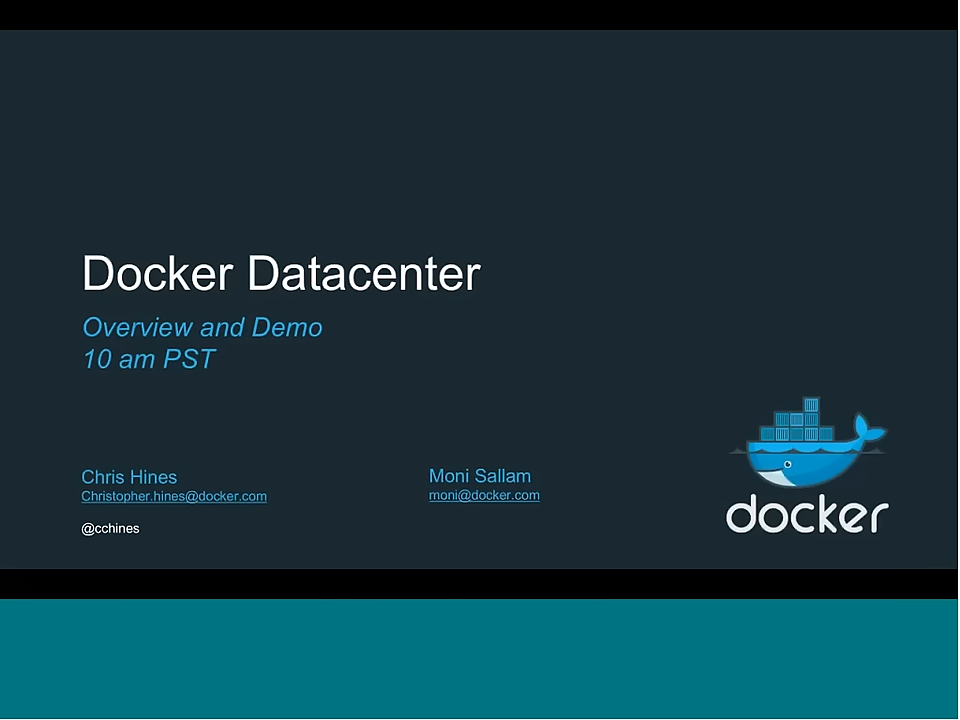 Docker Datacenter
Overview and Demo
10 am PST
Chris Hines
Christopher.hines@docker.com
@cchines
Moni Sallam
moni@docker.com
docker